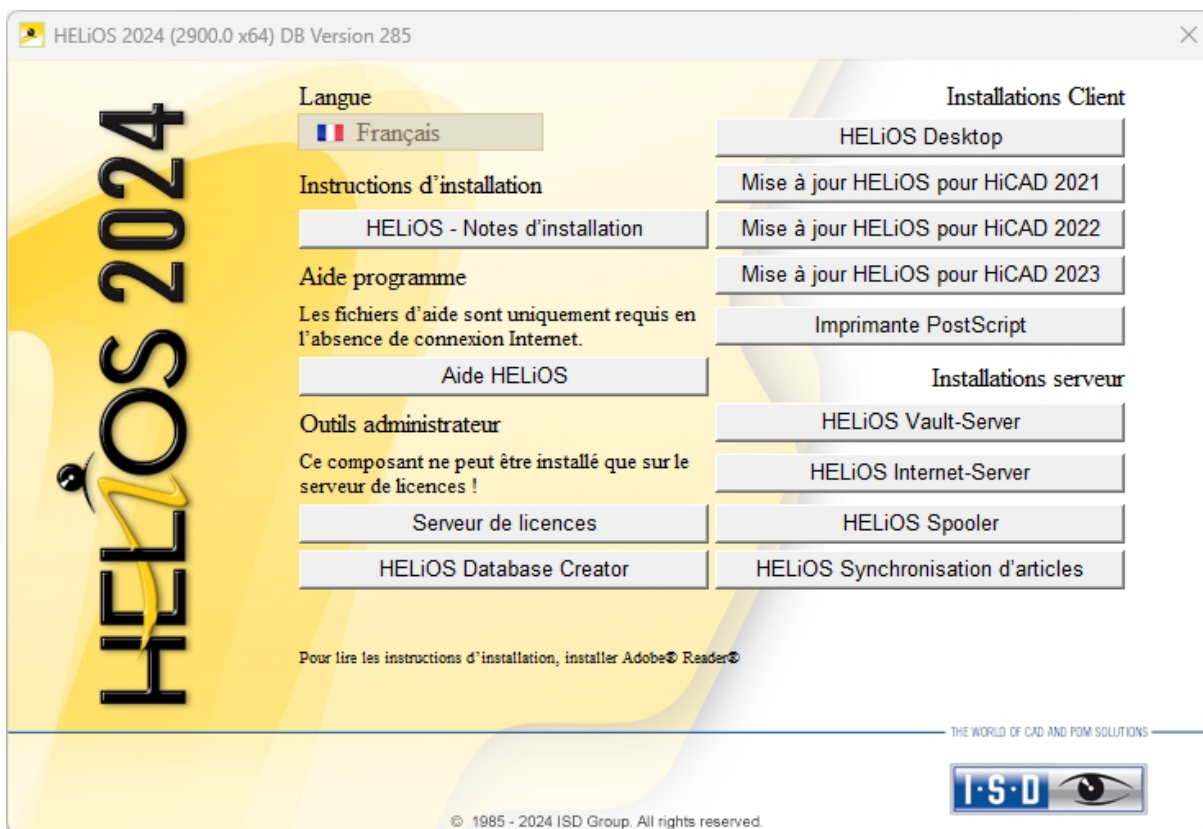 HELiOS 2024 (2900.0 x64) DB Version 285
HELiOS 2024
Langue
Français
Instructions d'installation
HELiOS - Notes d'installation
Aide programme
Les fichiers d'aide sont uniquement requis en
l'absence de connexion Internet.
Aide HELiOS
Outils administrateur
Ce composant ne peut être installé que sur le
serveur de licences !
Serveur de licences
HELiOS Database Creator
Installations Client
HELiOS Desktop
Mise à jour HELiOS pour HiCAD 2021
Mise à jour HELiOS pour HiCAD 2022
Mise à jour HELiOS pour HiCAD 2023
Imprimante PostScript
Installations serveur
HELiOS Vault-Server
HELiOS Internet-Server
HELiOS Spooler
HELiOS Synchronisation d'articles
Pour lire les instructions d'installation, installer Adobe® Reader®
THE WORLD OF CAD AND PDM SOLUTIONS
I·S·D
© 1985 - 2024 ISD Group. All rights reserved.